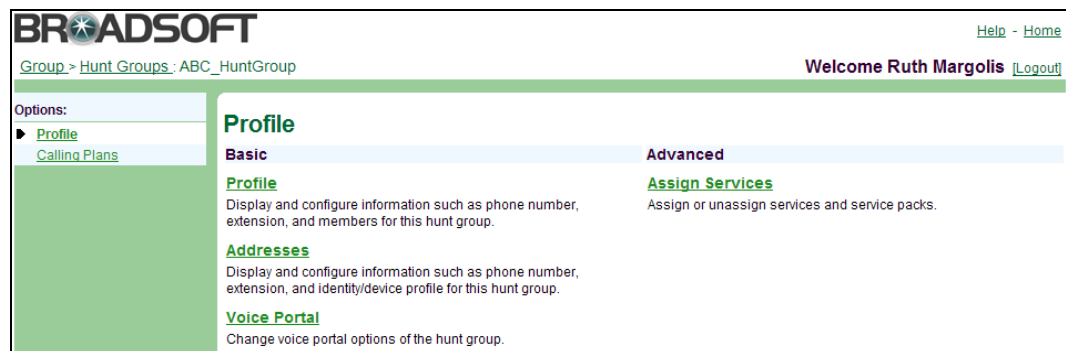 BROADSOFT
Help - Home
Group > Hunt Groups : ABC_HuntGroup
Welcome Ruth Margolis [Logout]
Options:
Profile
Calling Plans
Profile
Basic
Profile
Display and configure information such as phone number,
extension, and members for this hunt group.
Addresses
Display and configure information such as phone number,
extension, and identity/device profile for this hunt group.
Voice Portal
Change voice portal options of the hunt group.
Advanced
Assign Services
Assign or unassign services and service packs.